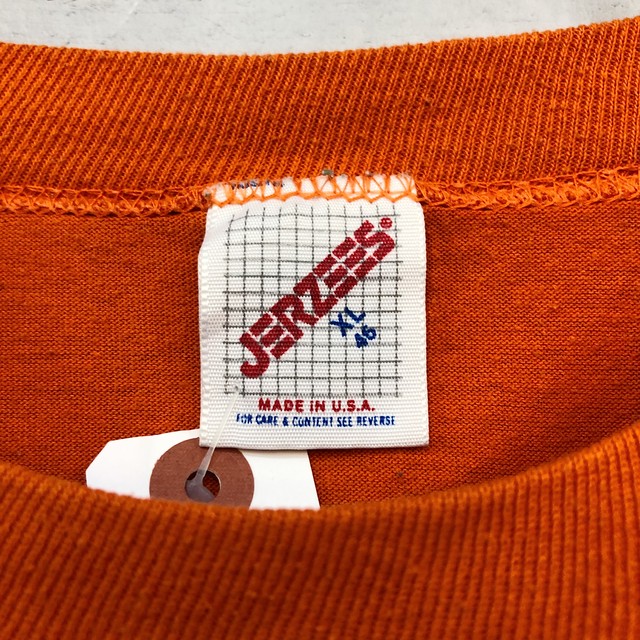 JERZEES
XL
46
MADE IN U.S.A.
FOR CARE & CONTENT SEE REVERSE